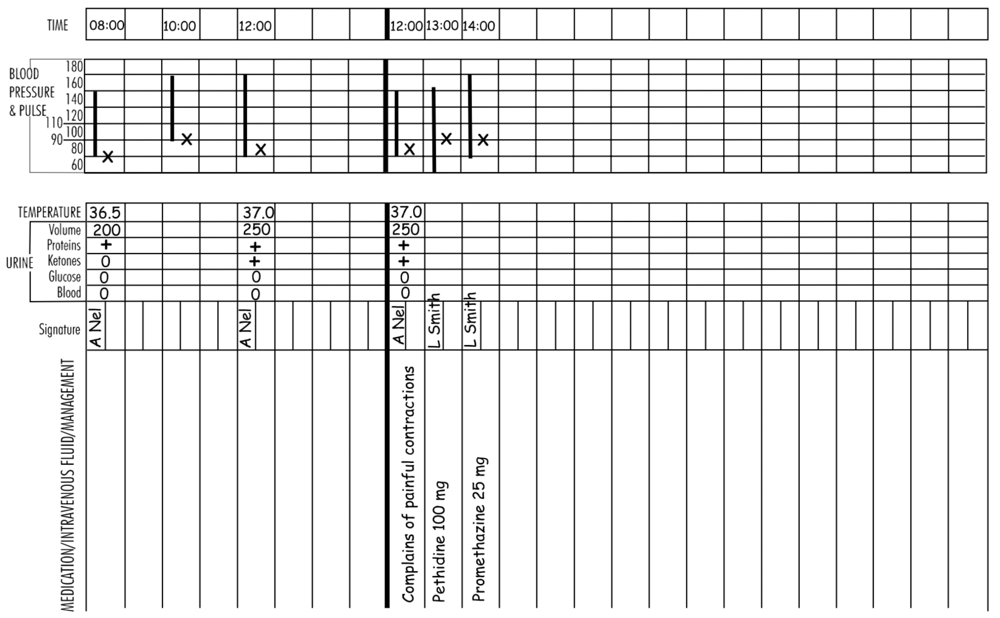 TIME 08:00 10:00 12:00 12:00 13:00 14:00
BLOOD PRESSURE & PULSE
180
160
140
120
110
100
90
80
60
X X X X X X
TEMPERATURE 36.5 37.0 37.0
URINE
Volume 200 250 250
Proteins + + +
Ketones 0 + +
Glucose 0 0 0
Blood 0 0 0
Signature A Nel A Nel A Nel L Smith L Smith
MEDICATION/INTRAVENOUS FLUID/MANAGEMENT
Complains of painful contractions
Pethidine 100 mg
Promethazine 25 mg